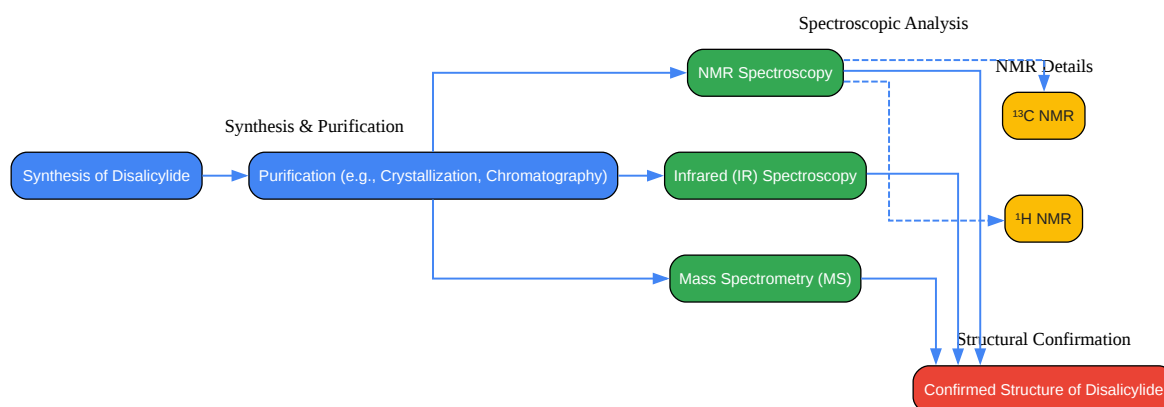 Spectroscopic Analysis
NMR Spectroscopy
NMR Details
¹³C NMR
Synthesis & Purification
Synthesis of Disalicylide
Purification (e.g., Crystallization, Chromatography)
Infrared (IR) Spectroscopy
¹H NMR
Mass Spectrometry (MS)
Structural Confirmation
Confirmed Structure of Disalicylide